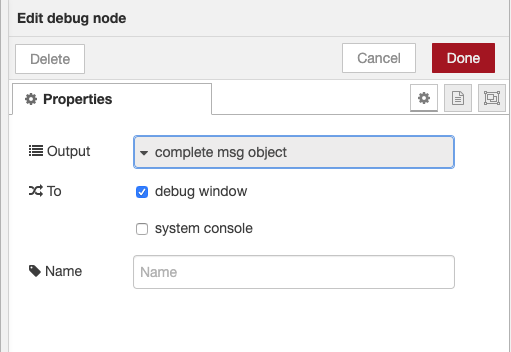 Edit debug node
Delete Cancel Done
Properties
Output complete msg object
To debug window
system console
Name Name